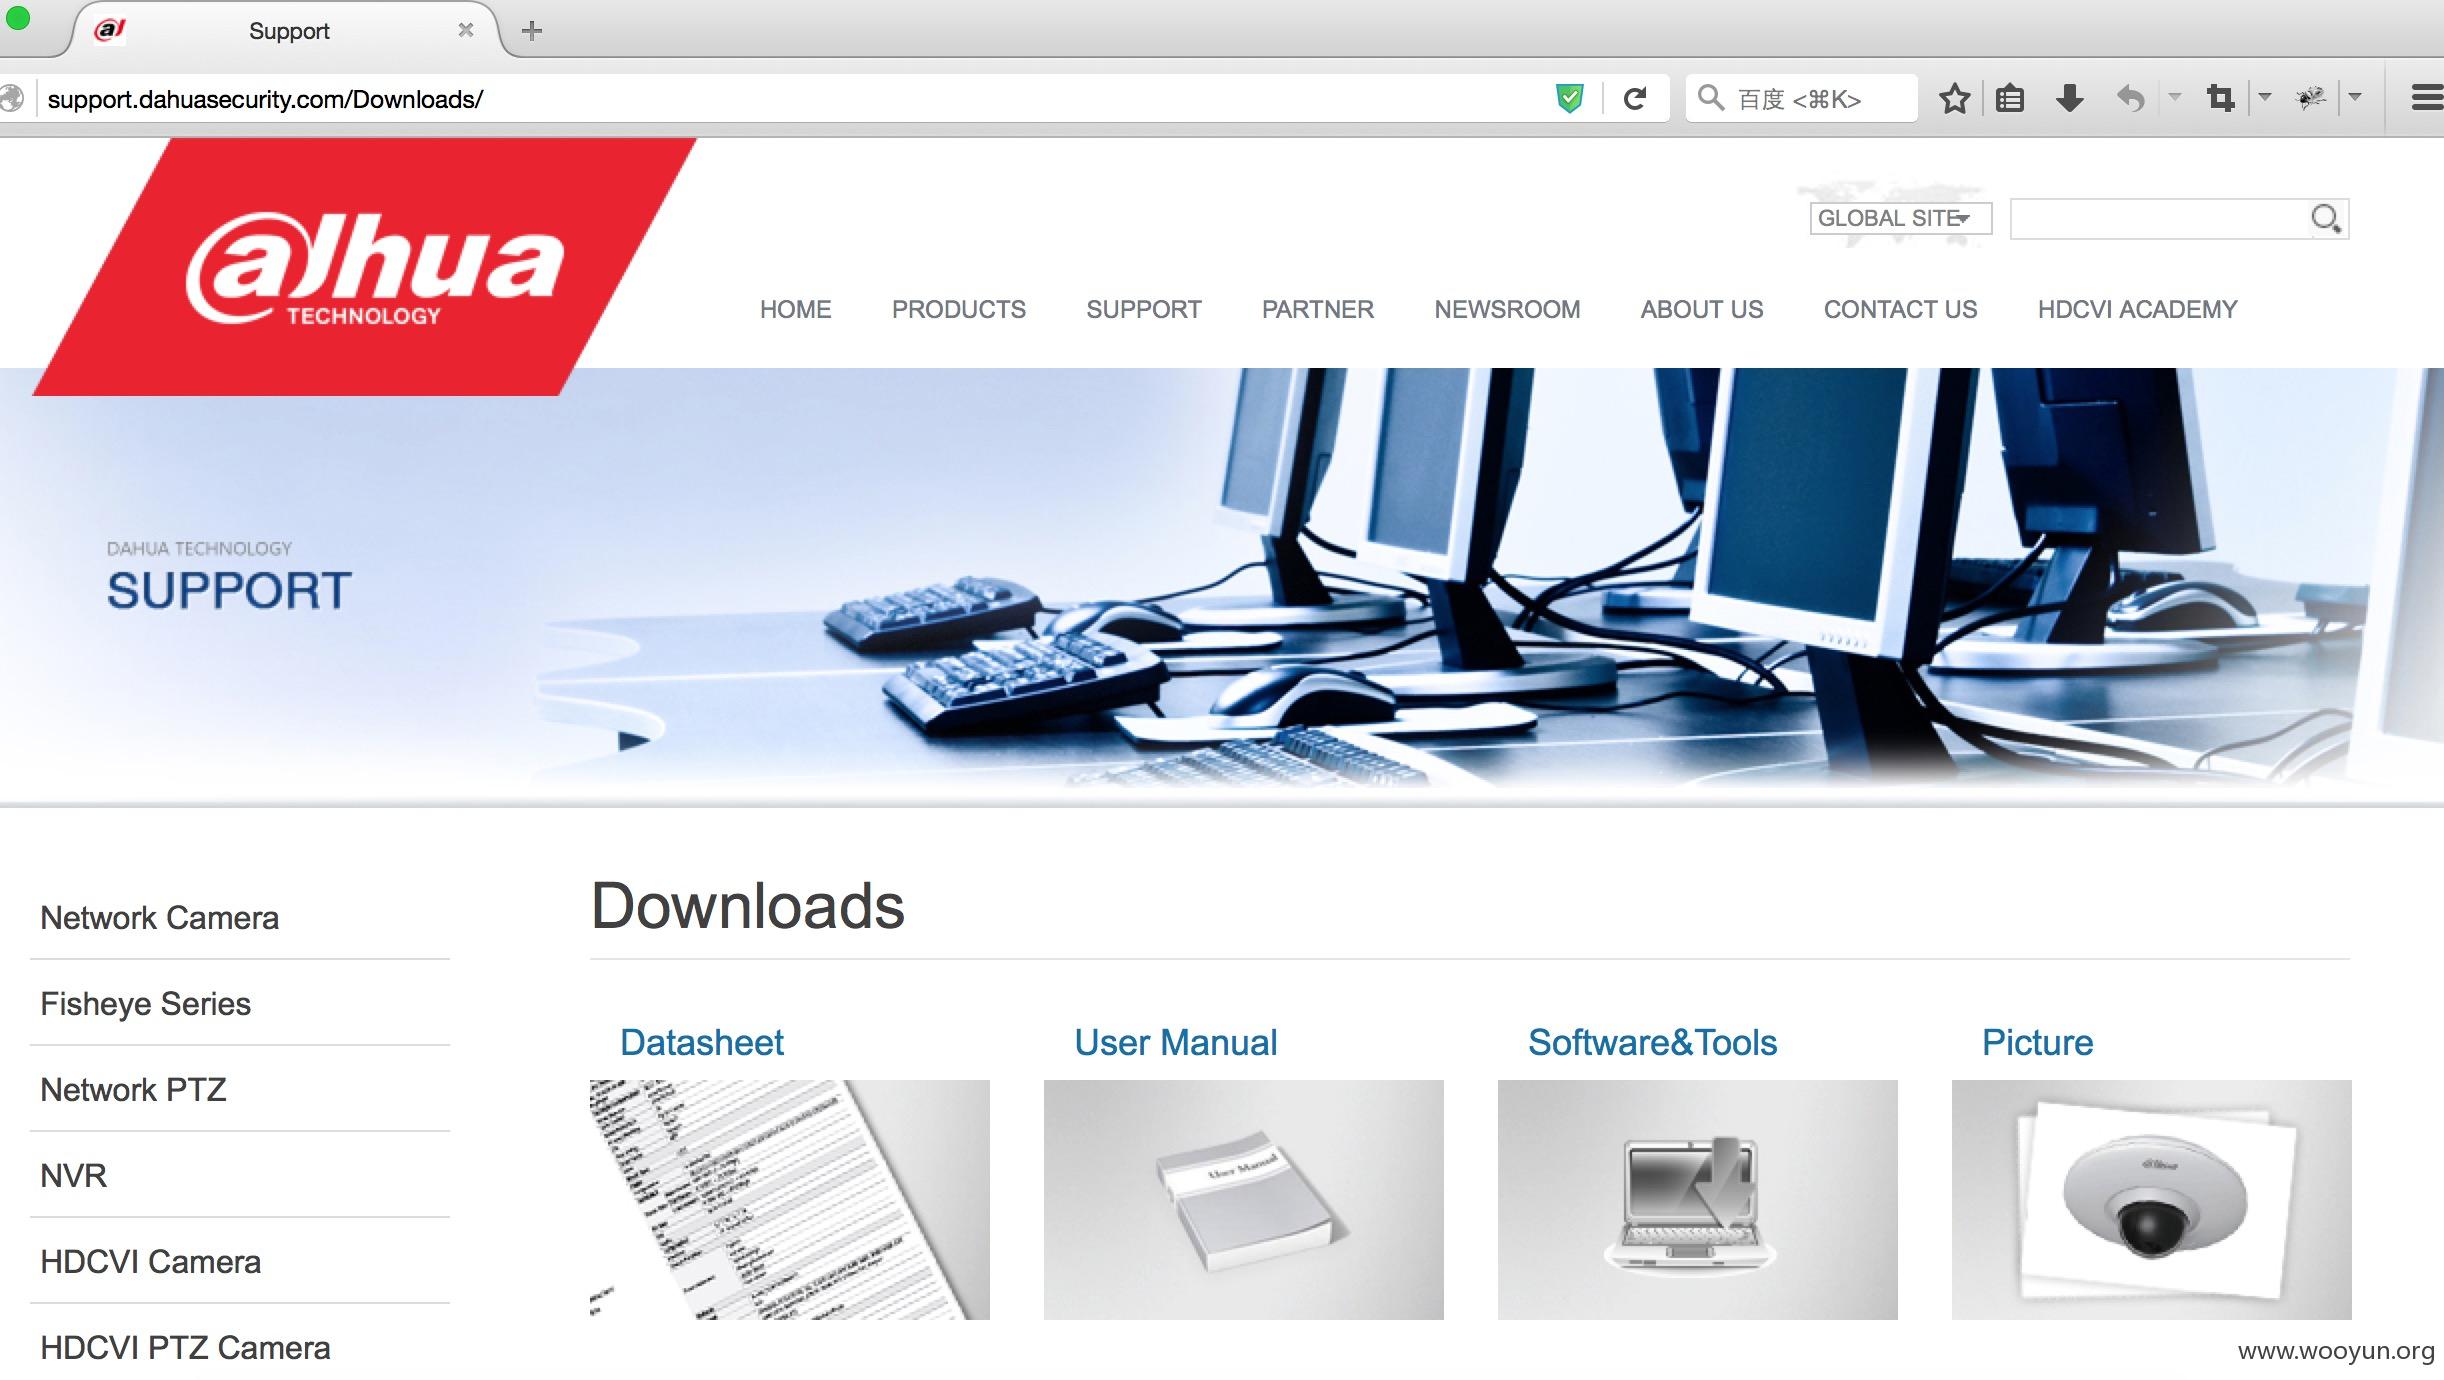 Support
support.dahuasecurity.com/Downloads/
百度 <⌘K>
alhua
TECHNOLOGY
GLOBAL SITE
HOME PRODUCTS SUPPORT PARTNER NEWSROOM ABOUT US CONTACT US HDCVI ACADEMY
DAHUA TECHNOLOGY
SUPPORT
Network Camera
Fisheye Series
Network PTZ
NVR
HDCVI Camera
HDCVI PTZ Camera
Downloads
Datasheet
User Manual
Software&Tools
Picture
User Manual
alhua
www.wooyun.org